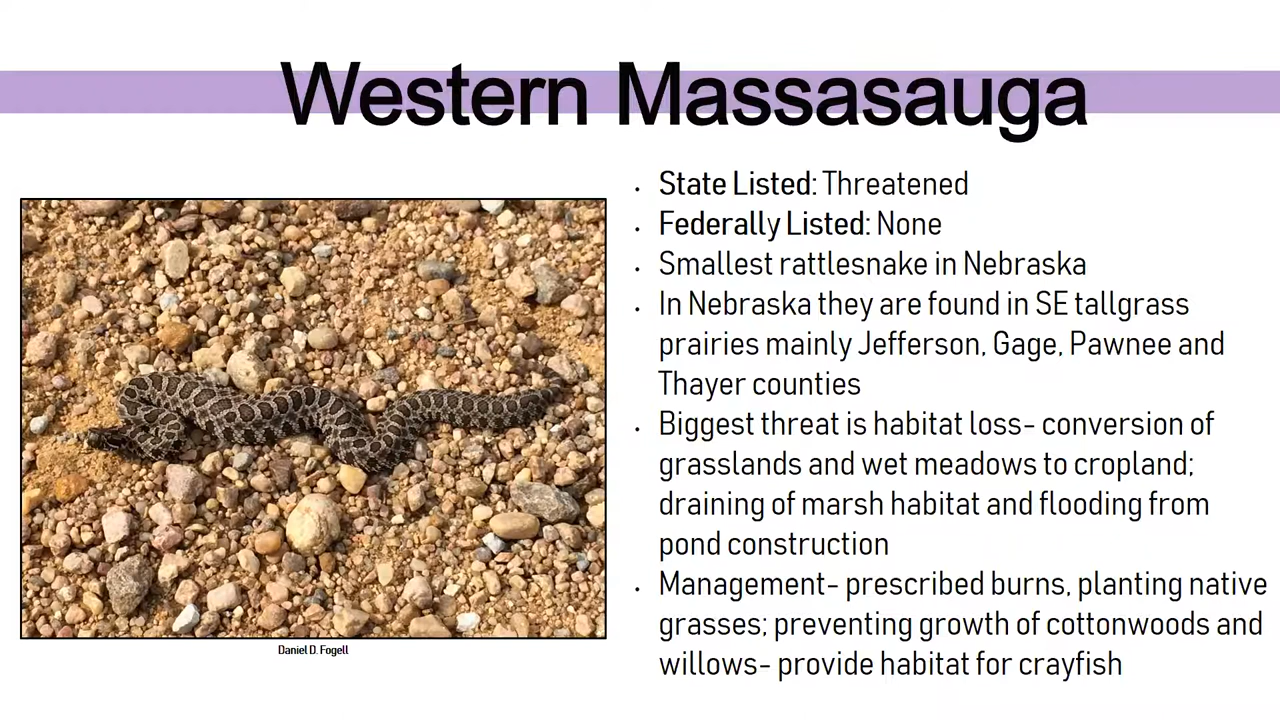 Western Massasauga
• State Listed: Threatened
• Federally Listed: None
• Smallest rattlesnake in Nebraska
• In Nebraska they are found in SE tallgrass
prairies mainly Jefferson, Gage, Pawnee and
Thayer counties
• Biggest threat is habitat loss- conversion of
grasslands and wet meadows to cropland;
draining of marsh habitat and flooding from
pond construction
• Management- prescribed burns, planting native
grasses; preventing growth of cottonwoods and
willows- provide habitat for crayfish
Daniel D. Fogell